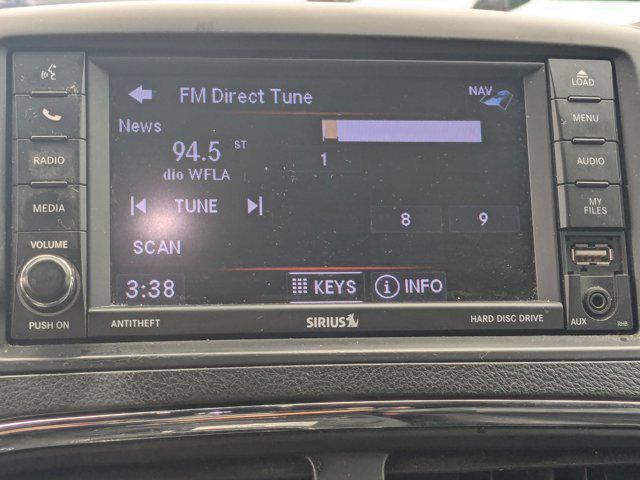 LOAD
FM Direct Tune
NAV
MENU
News
94.5 ST
1
RADIO
AUDIO
dio WFLA
TUNE
MEDIA
MY
FILES
8
9
VOLUME
SCAN
3:38
KEYS
INFO
PUSH ON
ANTITHEFT
SIRIUS
HARD DISC DRIVE
AUX
RHB